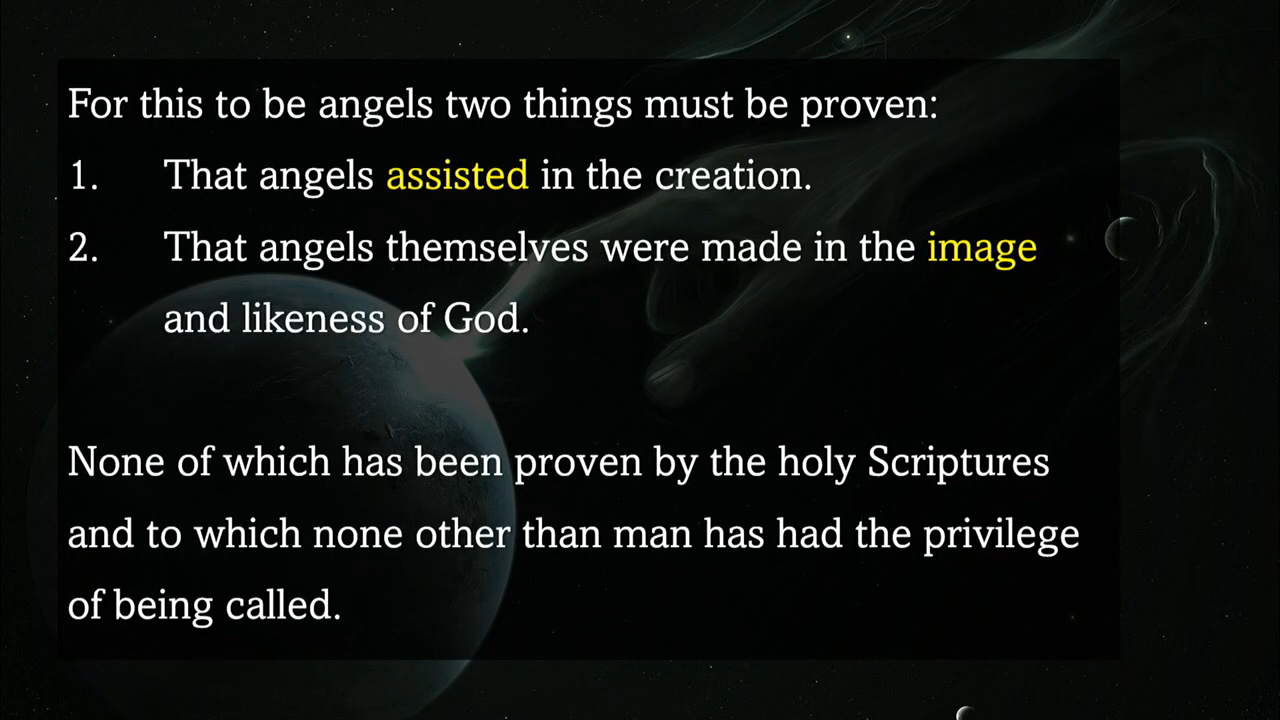 For this to be angels two things must be proven:
1. That angels assisted in the creation.
2. That angels themselves were made in the image
and likeness of God.
None of which has been proven by the holy Scriptures
and to which none other than man has had the privilege
of being called.